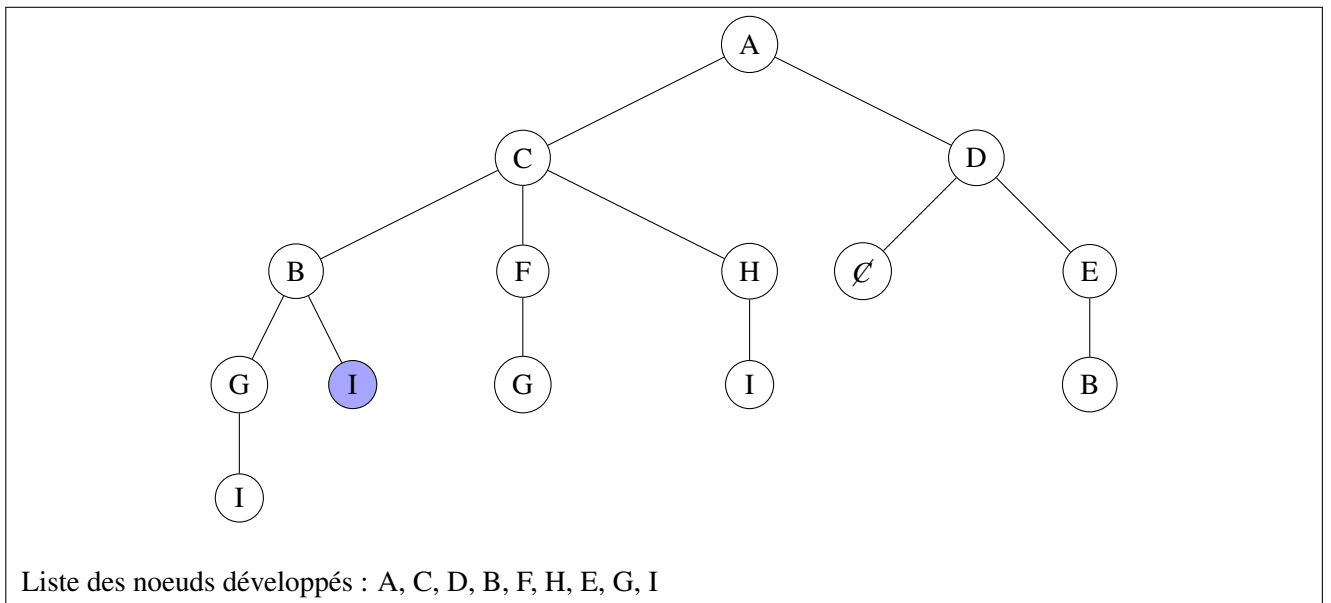 A
C D
B F H C̸ E
G I G I B
I
Liste des noeuds développés : A, C, D, B, F, H, E, G, I